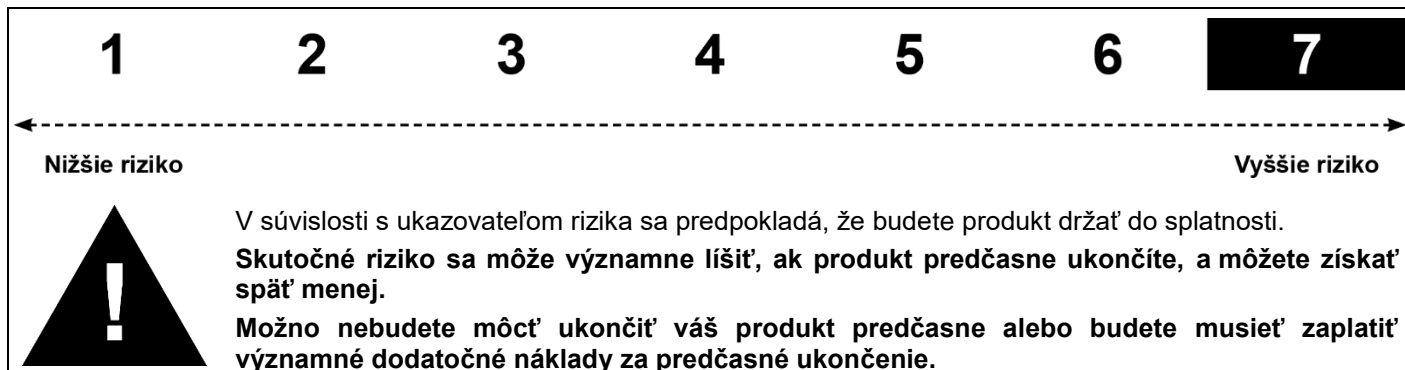 1 2 3 4 5 6 7
Nižšie riziko Vyššie riziko
V súvislosti s ukazovateľom rizika sa predpokladá, že budete produkt držať do splatnosti.
Skutočné riziko sa môže významne líšiť, ak produkt predčasne ukončíte, a môžete získať
späť menej.
Možno nebudete môcť ukončiť váš produkt predčasne alebo budete musieť zaplatiť
významné dodatočné náklady za predčasné ukončenie.
!